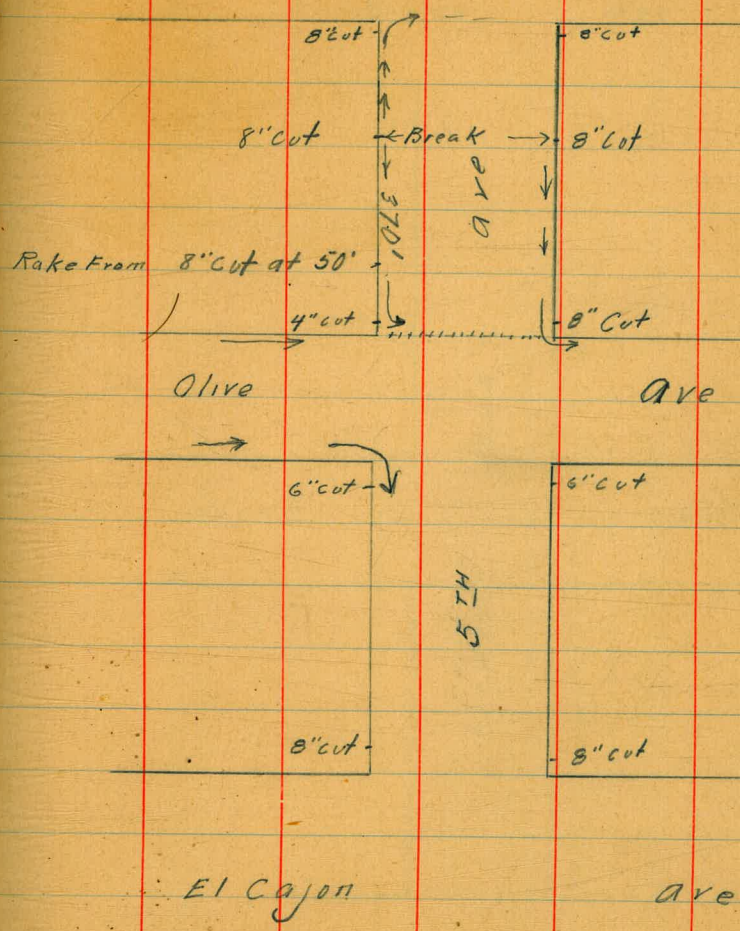 8" Cut 8" Cut
8" Cut Break 8" Cut
Ave
370'
Rake From 8" Cut at 50'
4" cut 8" Cut
Olive Ave
6" cut 6" Cut
5TH
8" cut 8" cut
El Cajon Ave